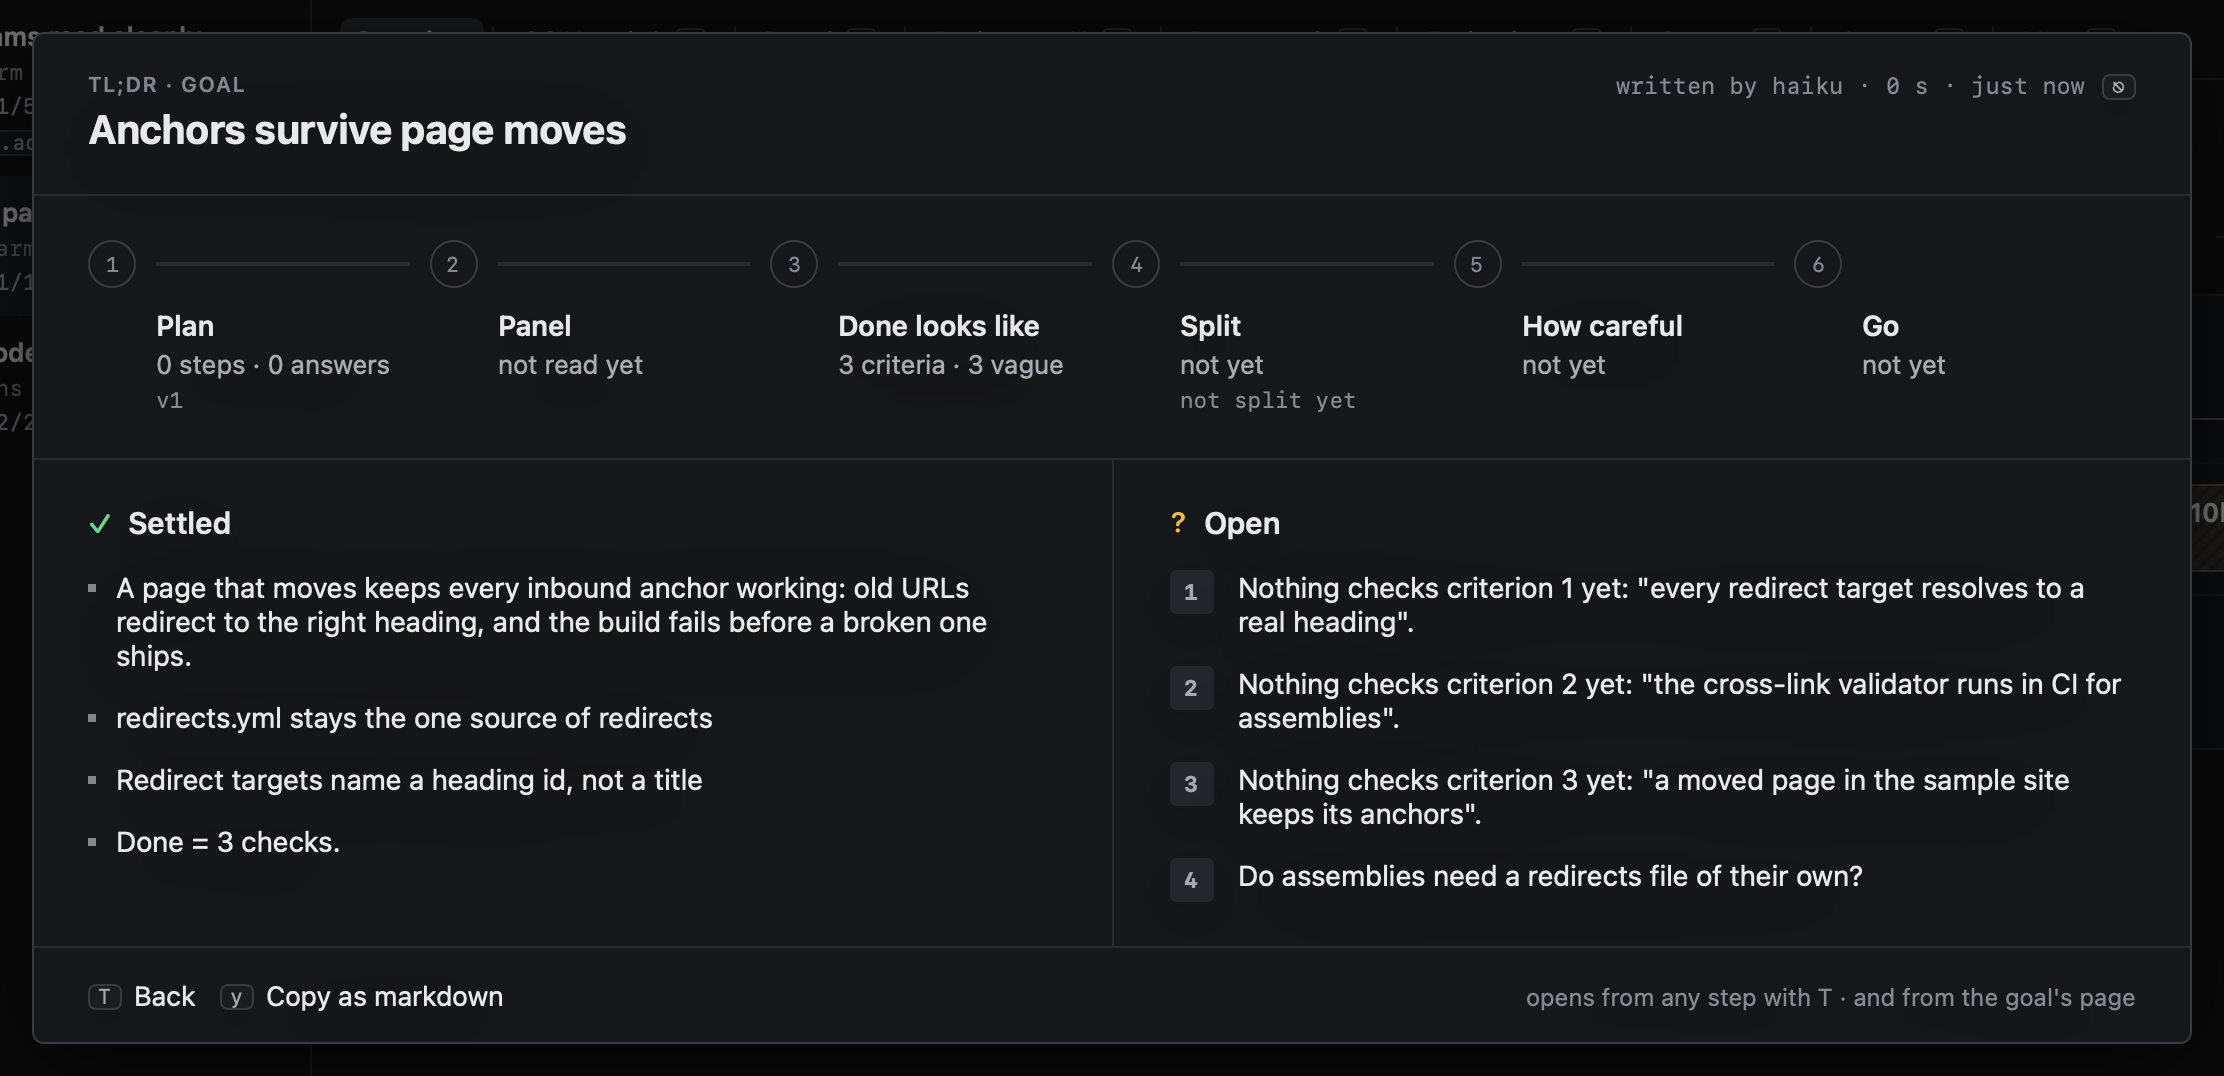 TL;DR · GOAL
written by haiku · 0 s · just now
Anchors survive page moves
1
2
3
4
5
6
Plan
Panel
Done looks like
Split
How careful
Go
0 steps · 0 answers
not read yet
3 criteria · 3 vague
not yet
not yet
not yet
v1
not split yet
✓ Settled
A page that moves keeps every inbound anchor working: old URLs
redirect to the right heading, and the build fails before a broken one
ships.
redirects.yml stays the one source of redirects
Redirect targets name a heading id, not a title
Done = 3 checks.
? Open
1 Nothing checks criterion 1 yet: "every redirect target resolves to a
real heading".
2 Nothing checks criterion 2 yet: "the cross-link validator runs in CI for
assemblies".
3 Nothing checks criterion 3 yet: "a moved page in the sample site
keeps its anchors".
4 Do assemblies need a redirects file of their own?
T Back y Copy as markdown
opens from any step with T · and from the goal's page